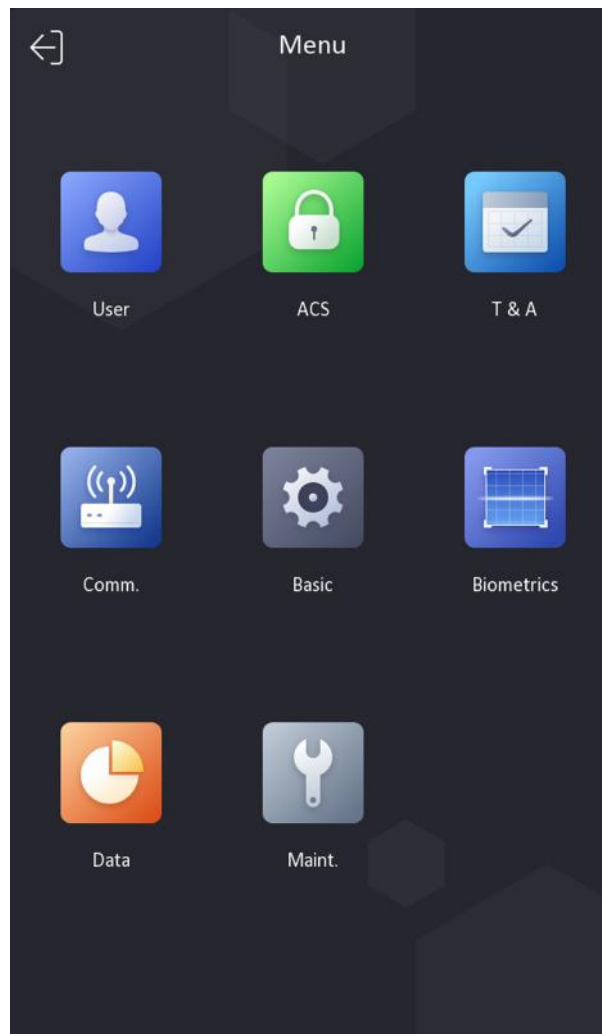 Menu
User
ACS
T & A
Comm.
Basic
Biometrics
Data
Maint.